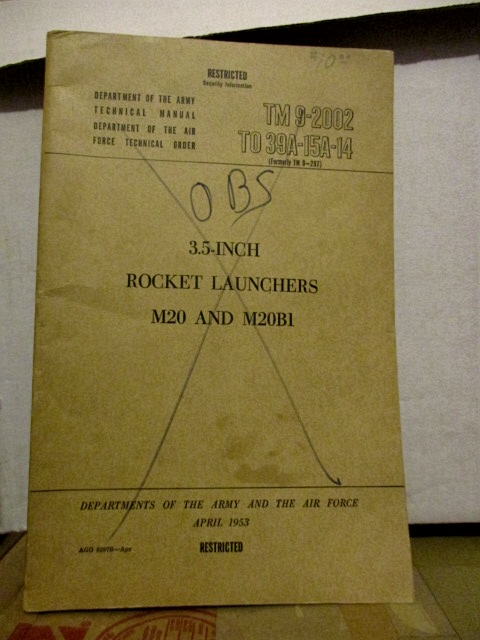 RESTRICTED
Security Information
DEPARTMENT OF THE ARMY
TECHNICAL MANUAL
DEPARTMENT OF THE AIR
FORCE TECHNICAL ORDER
TM 9-2002
TO 39A-15A-14
(Formerly TM 9-297)
OBS
3.5-INCH
ROCKET LAUNCHERS
M20 AND M20B1
DEPARTMENTS OF THE ARMY AND THE AIR FORCE
APRIL 1953
AGO
RESTRICTED